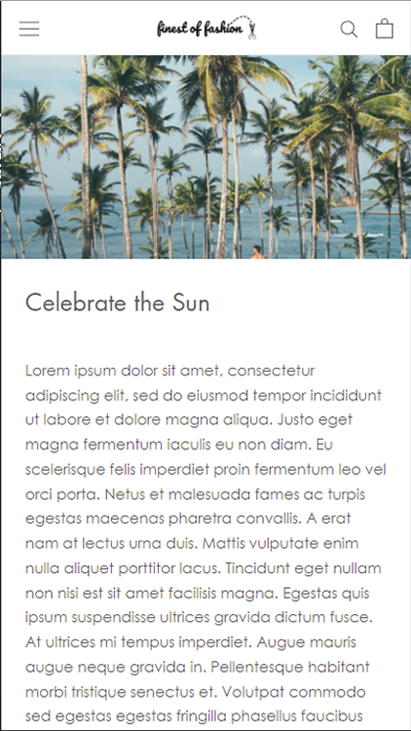 finest of fashion
Celebrate the Sun
Lorem ipsum dolor sit amet, consectetur
adipiscing elit, sed do eiusmod tempor incididunt
ut labore et dolore magna aliqua. Justo eget
magna fermentum iaculis eu non diam. Eu
scelerisque felis imperdiet proin fermentum leo vel
orci porta. Netus et malesuada fames ac turpis
egestas maecenas pharetra convallis. A erat
nam at lectus urna duis. Mattis vulputate enim
nulla aliquet porttitor lacus. Tincidunt eget nullam
non nisi est sit amet facilisis magna. Egestas quis
ipsum suspendisse ultrices gravida dictum fusce.
At ultrices mi tempus imperdiet. Augue mauris
augue neque gravida in. Pellentesque habitant
morbi tristique senectus et. Volutpat commodo
sed egestas egestas fringilla phasellus faucibus